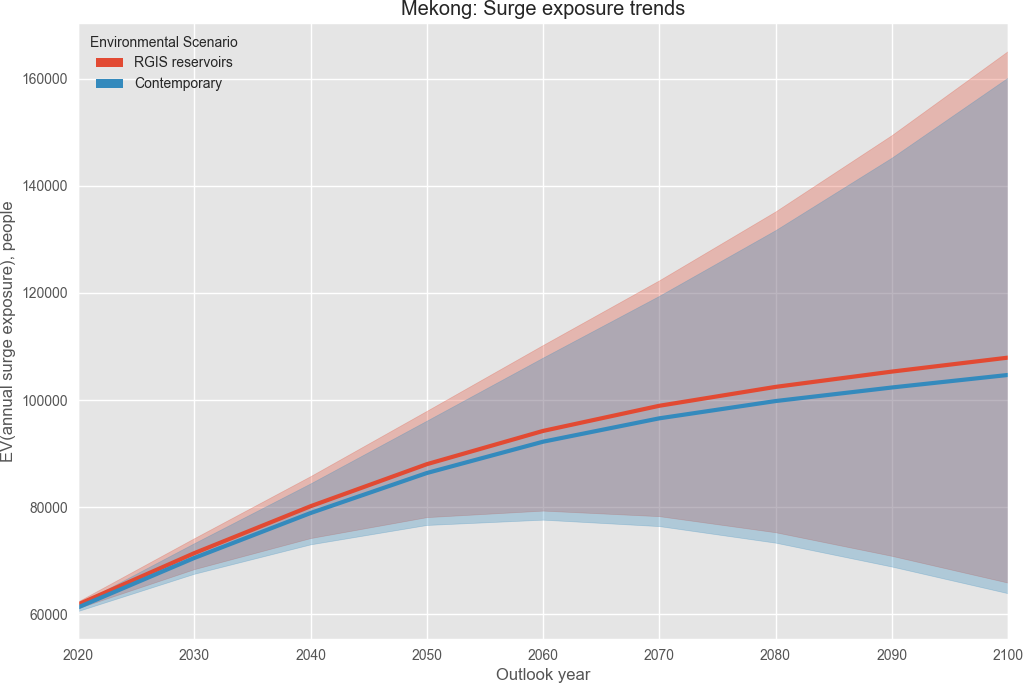 Mekong: Surge exposure trends
Environmental Scenario
RGIS reservoirs
Contemporary
EV(annual surge exposure), people
160000
140000
120000
100000
80000
60000
2020 2030 2040 2050 2060 2070 2080 2090 2100
Outlook year